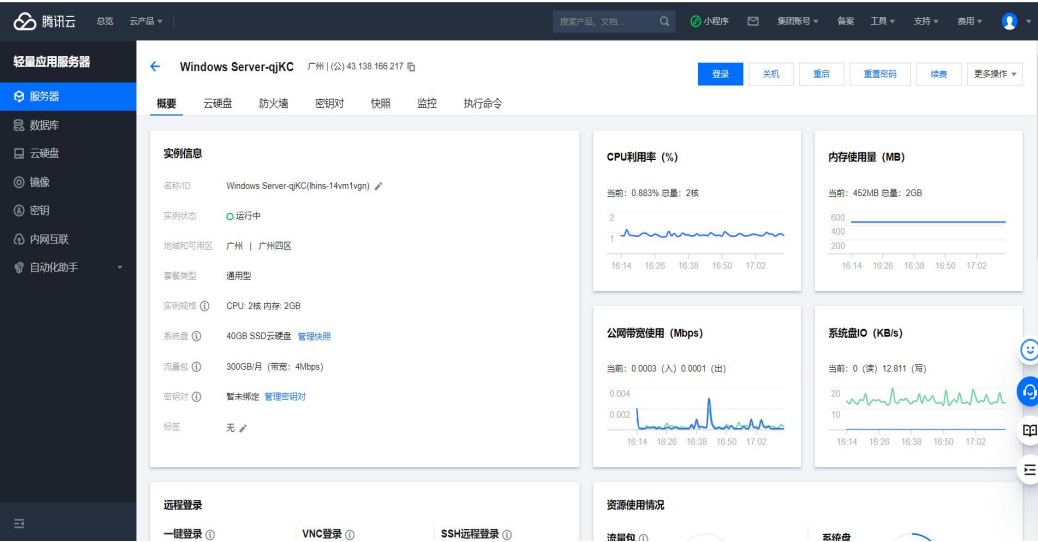 腾讯云 总览 云产品 搜索产品、文档... 小程序 集团账号 备案 工具 支持 费用
轻量应用服务器
服务器
数据库
云硬盘
镜像
密钥
内网互联
自动化助手
Windows Server-qjKC 广州 | (公) 43.138.166.217
登录 关机 重启 重置密码 续费 更多操作
概要 云硬盘 防火墙 密钥对 快照 监控 执行命令
实例信息
名称/ID Windows Server-qjKC(lhins-14vm1vgn)
实例状态 运行中
地域和可用区 广州 | 广州四区
套餐类型 通用型
实例规格 CPU: 2核 内存: 2GB
系统盘 40GB SSD云硬盘 管理快照
流量包 300GB/月 (带宽: 4Mbps)
密钥对 暂未绑定 管理密钥对
标签 无
CPU利用率 (%)
当前: 0.883% 总量: 2核
2
1
16:14 16:26 16:38 16:50 17:02
内存使用量 (MB)
当前: 452MB 总量: 2GB
600
400
200
16:14 16:26 16:38 16:50 17:02
公网带宽使用 (Mbps)
当前: 0.0003 (入) 0.0001 (出)
0.004
0.002
16:14 16:26 16:38 16:50 17:02
系统盘IO (KB/s)
当前: 0 (读) 12.811 (写)
20
10
16:14 16:26 16:38 16:50 17:02
远程登录
一键登录 VNC登录 SSH远程登录
资源使用情况
流量包 系统盘